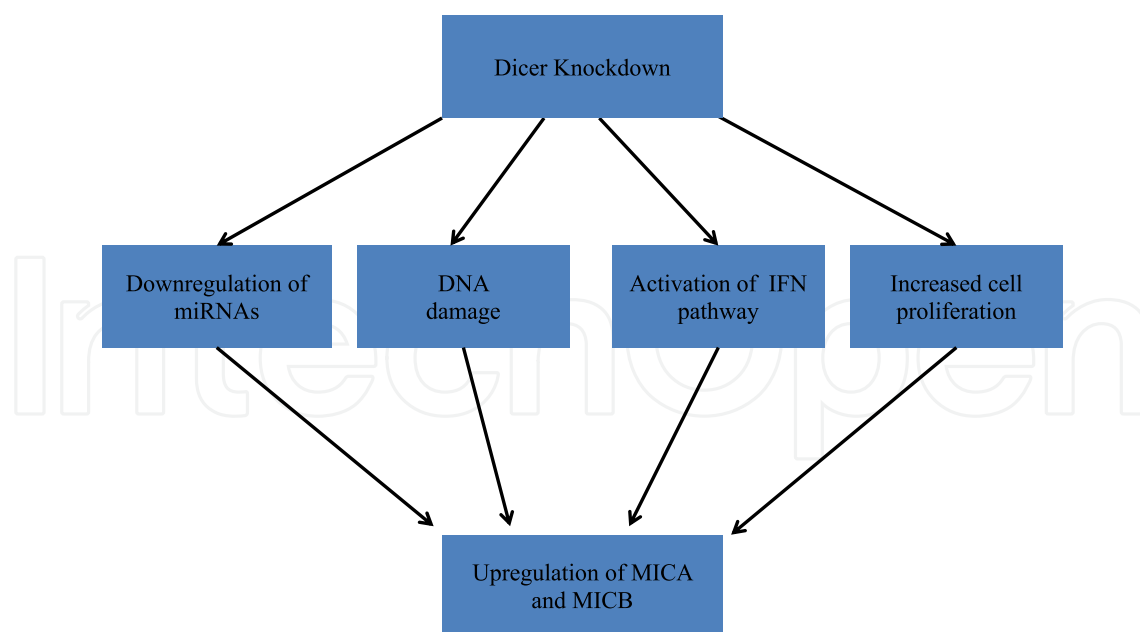 Dicer Knockdown
Downregulation of
miRNAs
DNA
damage
Activation of IFN
pathway
Increased cell
proliferation
IntechOpen
Upregulation of MICA
and MICB